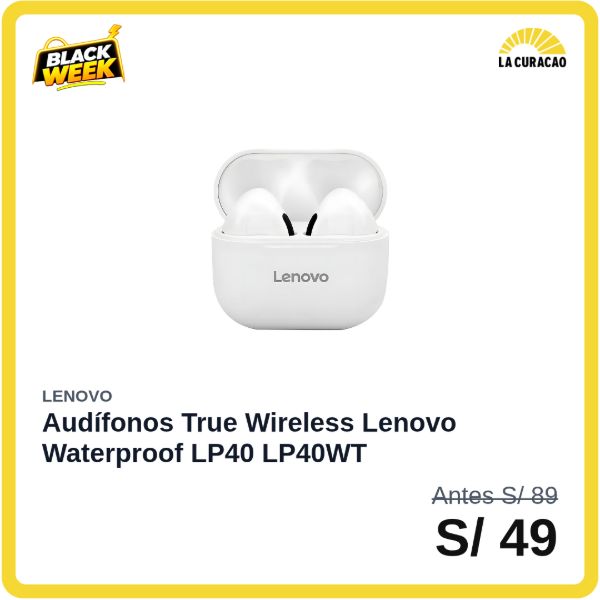 BLACK
WEEK
LA CURACAO
Lenovo
LENOVO
Audífonos True Wireless Lenovo
Waterproof LP40 LP40WT
Antes S/ 89
S/ 49